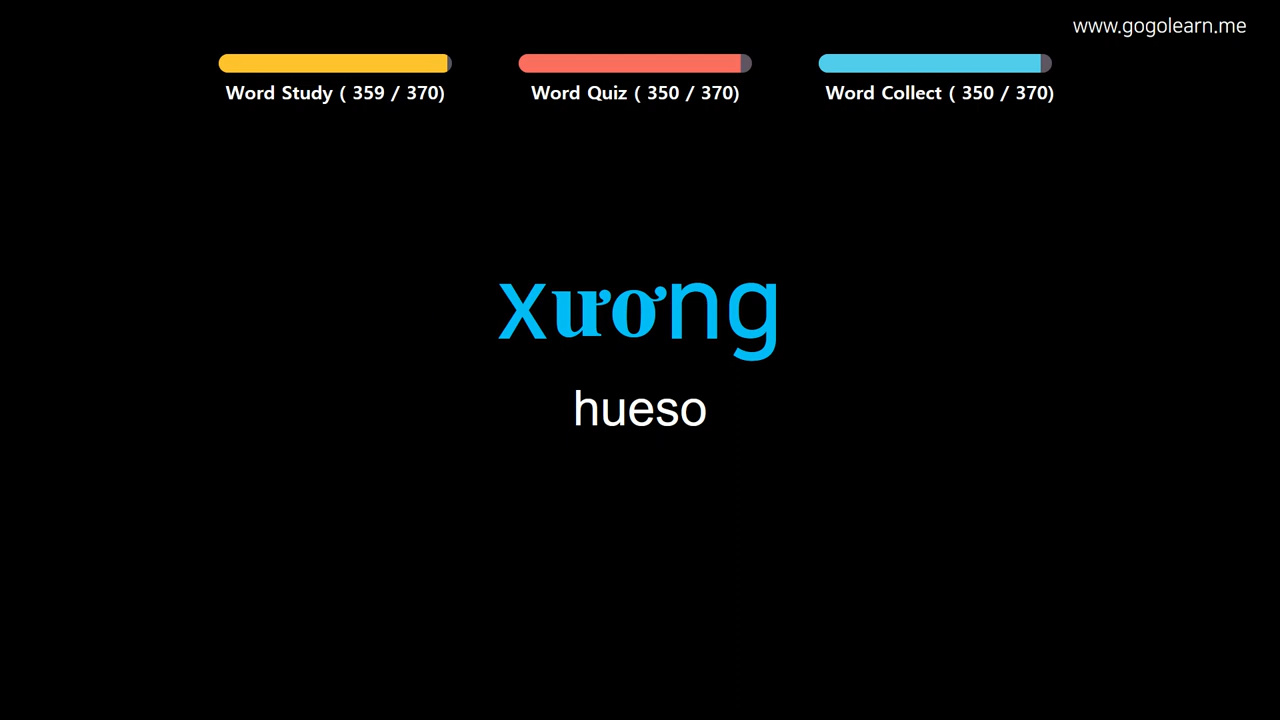 www.gogolearn.me
Word Study ( 359 / 370)
Word Quiz ( 350 / 370)
Word Collect ( 350 / 370)
xương
hueso